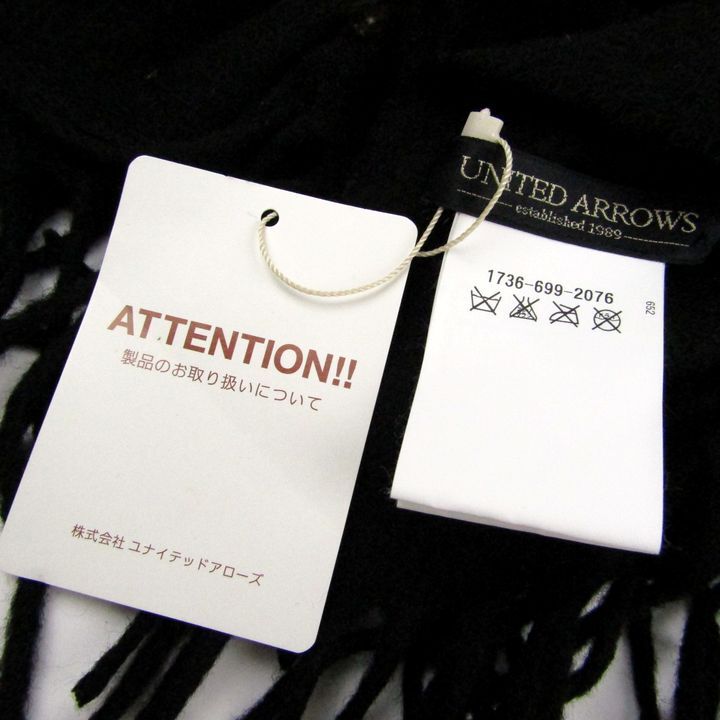 ATTENTION!!
製品のお取り扱いについて
株式会社 ユナイテッドアローズ
UNITED ARROWS
established 1989
1736-699-2076
652